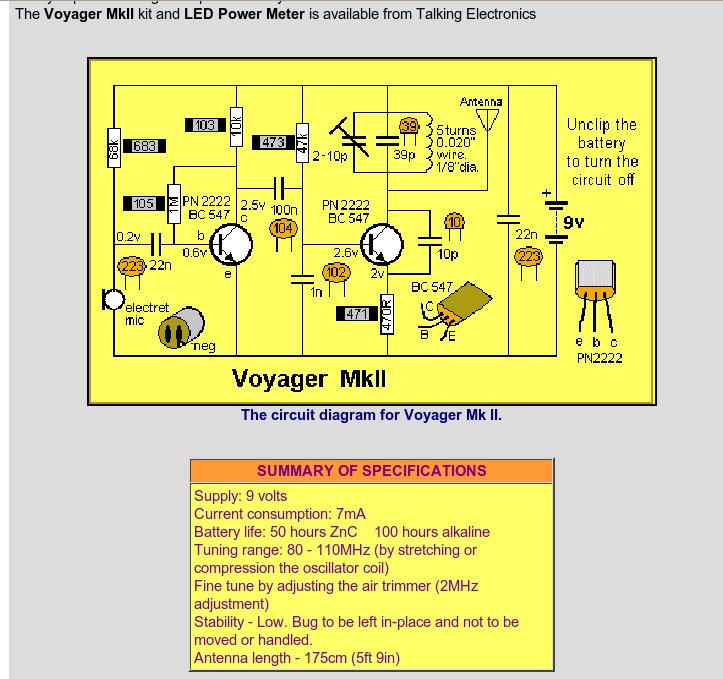 The Voyager MkII kit and LED Power Meter is available from Talking Electronics
68k
683
103
10k
473
47k
2-10p
39
39p
5turns
0.020"
wire.
1/8"dia.
Antenna
Unclip the
battery
to turn the
circuit off
105
1M
PN 2222
BC 547
2.5v
c
100n
104
PN 2222
BC 547
10
10p
22n
223
+
9v
0.2v
223
22n
b
0.6v
e
2.6v
102
1n
2v
471
470R
BC 547
C
B
E
electret
mic
neg
e b c
PN2222
Voyager MkII
The circuit diagram for Voyager Mk II.
SUMMARY OF SPECIFICATIONS
Supply: 9 volts
Current consumption: 7mA
Battery life: 50 hours ZnC 100 hours alkaline
Tuning range: 80 - 110MHz (by stretching or
compression the oscillator coil)
Fine tune by adjusting the air trimmer (2MHz
adjustment)
Stability - Low. Bug to be left in-place and not to be
moved or handled.
Antenna length - 175cm (5ft 9in)